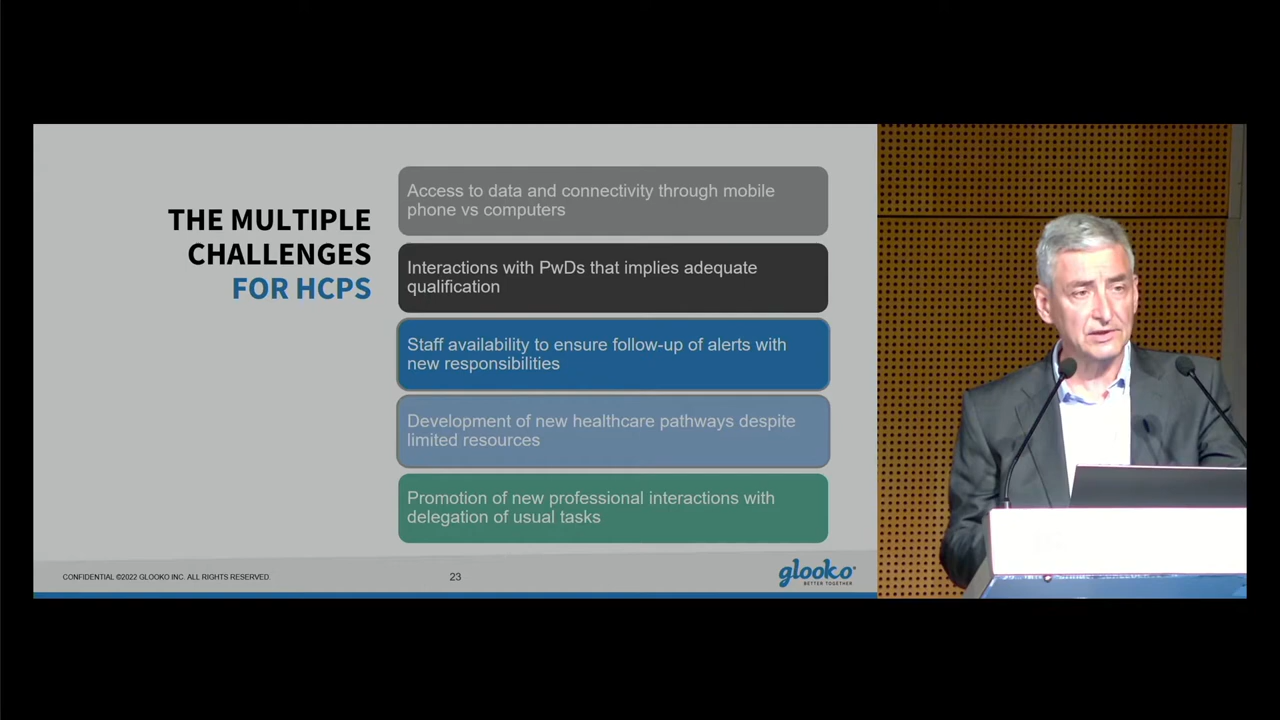 THE MULTIPLE
CHALLENGES
FOR HCPS
Access to data and connectivity through mobile
phone vs computers
Interactions with PwDs that implies adequate
qualification
Staff availability to ensure follow-up of alerts with
new responsibilities
Development of new healthcare pathways despite
limited resources
Promotion of new professional interactions with
delegation of usual tasks
CONFIDENTIAL ©2022 GLOOKO INC. ALL RIGHTS RESERVED.
23
glooko®
BETTER TOGETHER